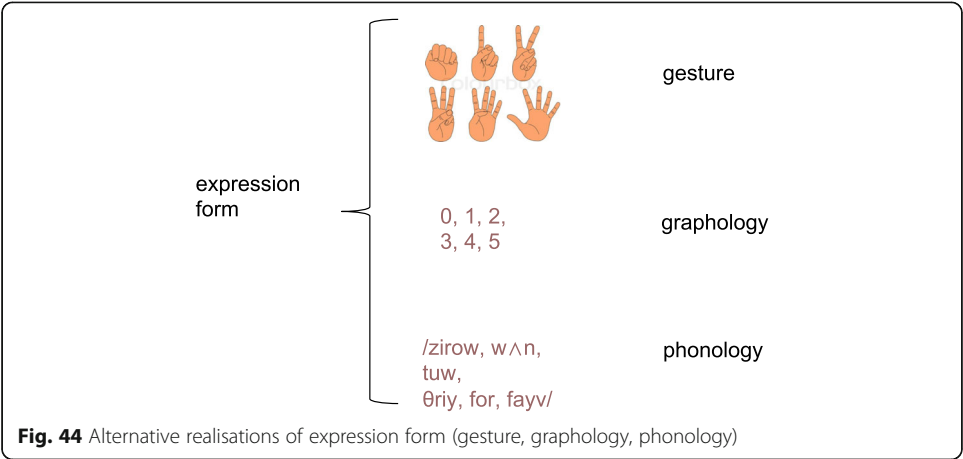 gesture
expression
form
0, 1, 2,
3, 4, 5
graphology
/zirow, w∧n,
tuw,
θriy, for, fayv/
phonology
Fig. 44 Alternative realisations of expression form (gesture, graphology, phonology)